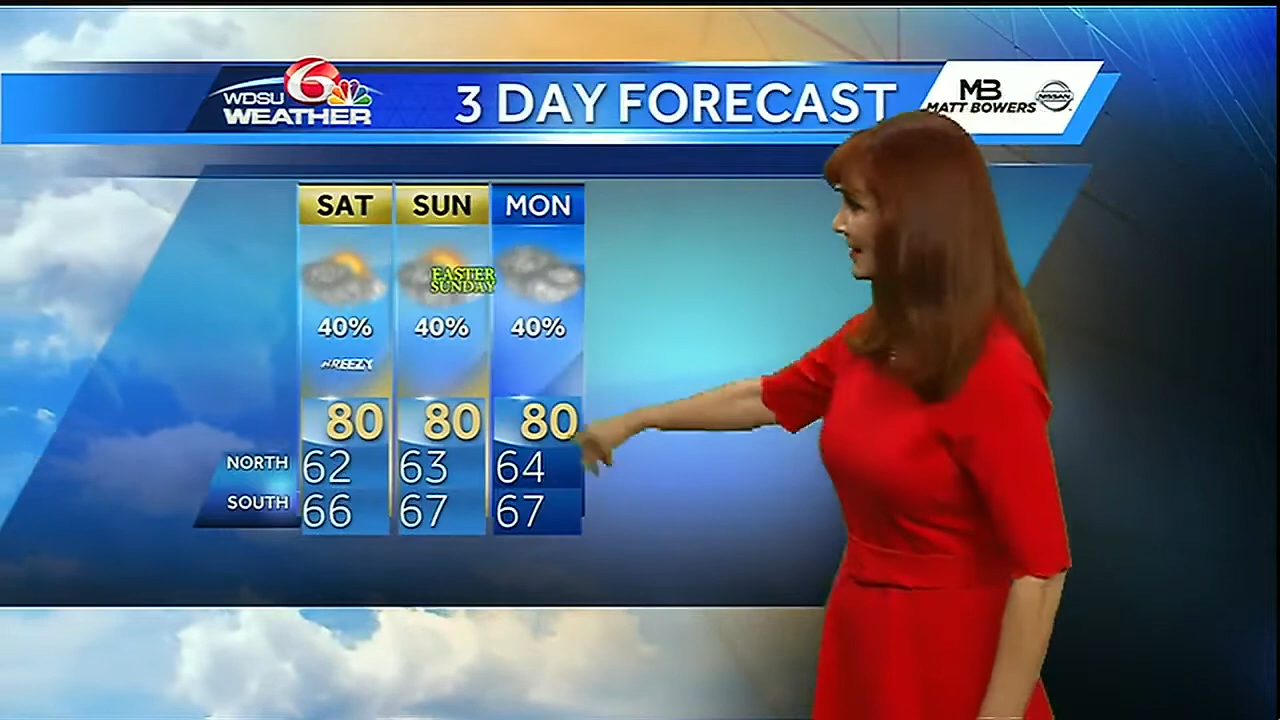 WDSU 6
WEATHER
3 DAY FORECAST
MB
MATT BOWERS
NISSAN
SAT SUN MON
EASTER
SUNDAY
40% 40% 40%
BREEZY
80 80 80
NORTH 62 63 64
SOUTH 66 67 67